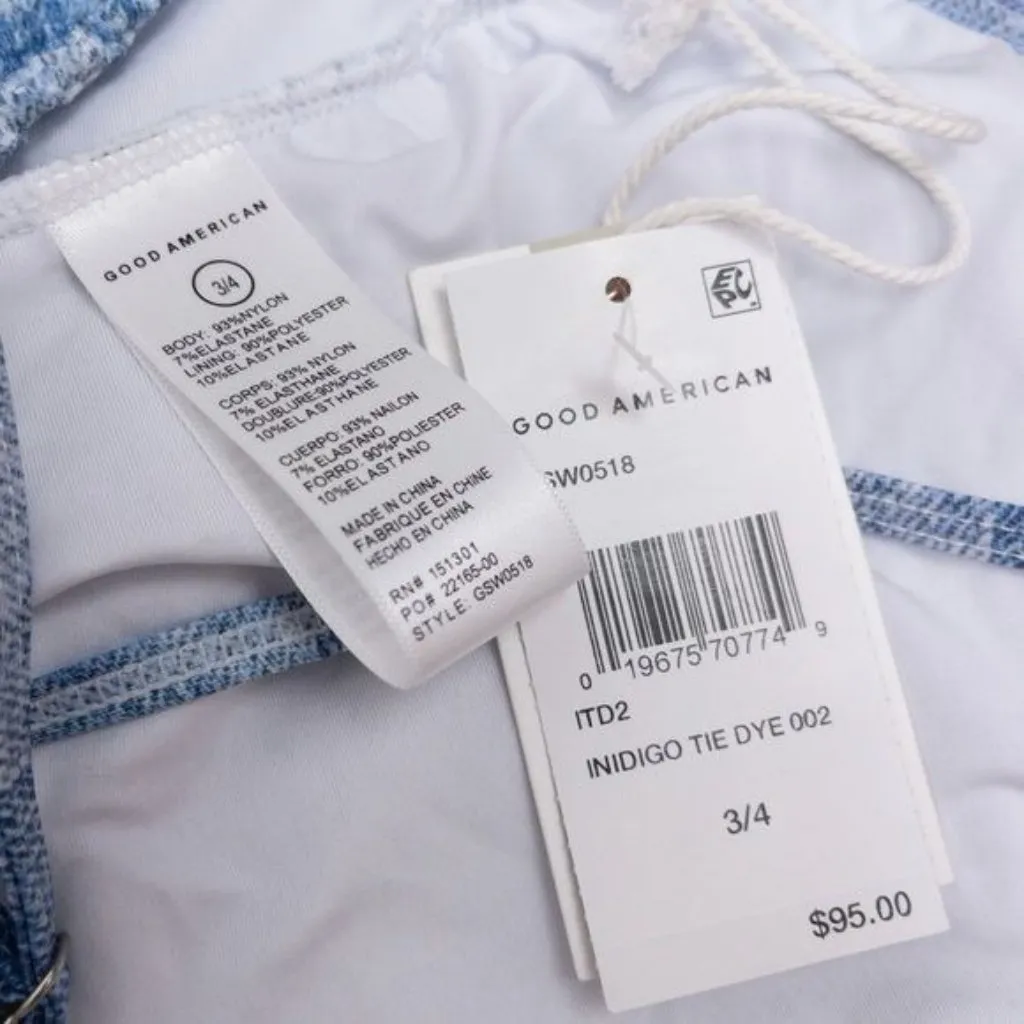 GOOD AMERICAN
3/4
BODY: 93%NYLON
7%ELASTANE
LINING: 90%POLYESTER
10%ELASTANE
CORPS: 93% NYLON
7% ELASTHANE
DOUBLURE:90%POLYESTER
10%ELASTHANE
CUERPO: 93% NAILON
7% ELASTANO
FORRO: 90%POLIESTER
10%ELASTANO
MADE IN CHINA
FABRIQUE EN CHINE
HECHO EN CHINA
RN# 151301
PO# 22165-00
STYLE: GSW0518
EPC
GOOD AMERICAN
GSW0518
0 19675 70774 9
ITD2
INIDIGO TIE DYE 002
3/4
$95.00